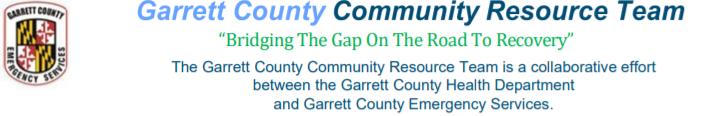 GARRETT COUNTY
EMERGENCY SERVICES
Garrett County Community Resource Team
“Bridging The Gap On The Road To Recovery”
The Garrett County Community Resource Team is a collaborative effort
between the Garrett County Health Department
and Garrett County Emergency Services.